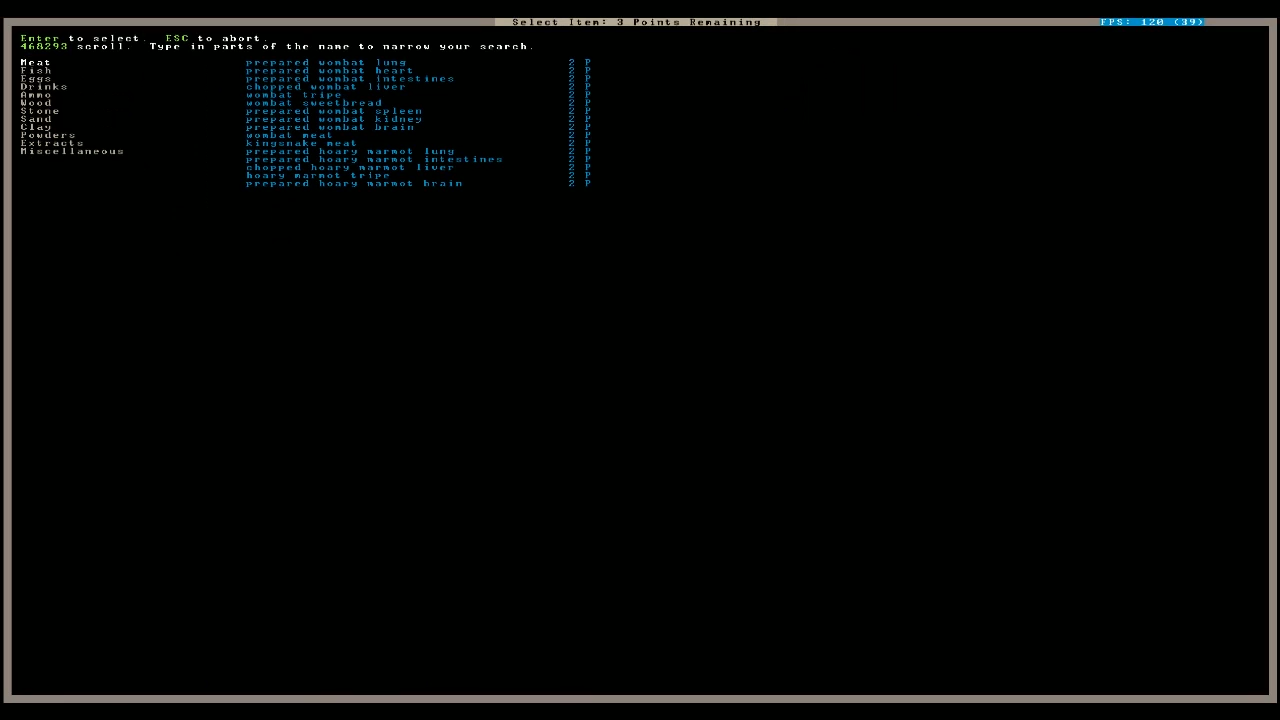 Select Item: 3 Points Remaining FPS: 120 (39)
Enter to select. ESC to abort.
468293 scroll. Type in parts of the name to narrow your search.
Meat prepared wombat lung 2 P
Fish prepared wombat heart 2 P
Eggs prepared wombat intestines 2 P
Drinks chopped wombat liver 2 P
Ammo wombat tripe 2 P
Wood wombat sweetbread 2 P
Stone prepared wombat spleen 2 P
Sand prepared wombat kidney 2 P
Clay prepared wombat brain 2 P
Powders wombat meat 2 P
Extracts kingsnake meat 2 P
Miscellaneous prepared hoary marmot lung 2 P
prepared hoary marmot intestines 2 P
chopped hoary marmot liver 2 P
hoary marmot tripe 2 P
prepared hoary marmot brain 2 P